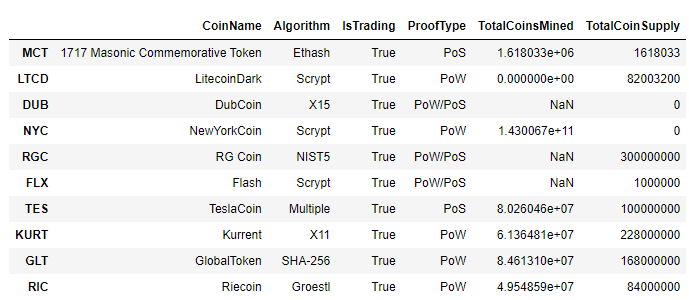 CoinName Algorithm IsTrading ProofType TotalCoinsMined TotalCoinSupply
MCT 1717 Masonic Commemorative Token Ethash True PoS 1.618033e+06 1618033
LTCD LitecoinDark Scrypt True PoW 0.000000e+00 82003200
DUB DubCoin X15 True PoW/PoS NaN 0
NYC NewYorkCoin Scrypt True PoW 1.430067e+11 0
RGC RG Coin NIST5 True PoW/PoS NaN 300000000
FLX Flash Scrypt True PoW/PoS NaN 1000000
TES TeslaCoin Multiple True PoS 8.026046e+07 100000000
KURT Kurrent X11 True PoW 6.136481e+07 228000000
GLT GlobalToken SHA-256 True PoW 8.461310e+07 168000000
RIC Riecoin Groestl True PoW 4.954859e+07 84000000